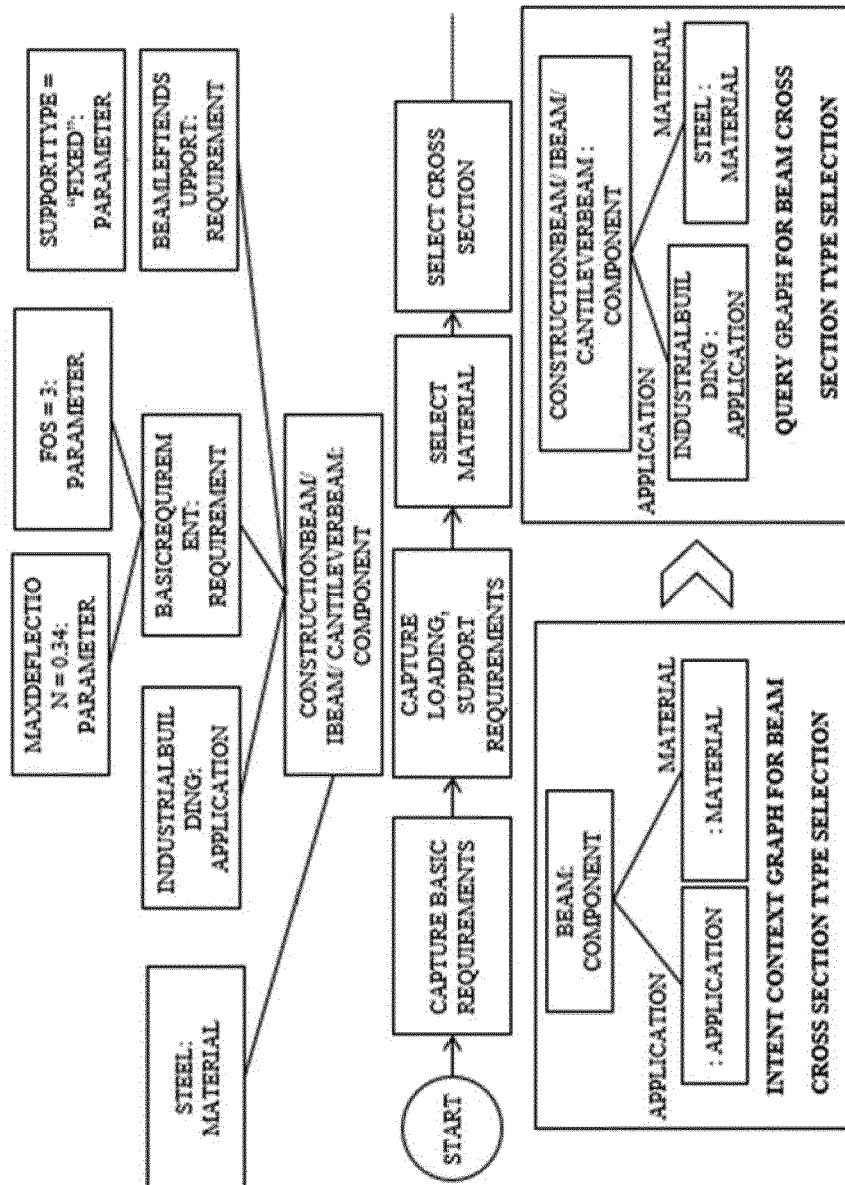 MAXDEFLECTIO
N = 0.34:
PARAMETER
FOS = 3:
PARAMETER
SUPPORTTYPE =
“FIXED”:
PARAMETER
STEEL:
MATERIAL
INDUSTRIALBUIL
DING:
APPLICATION
BASICREQUIREM
ENT:
REQUIREMENT
BEAMLEFTENDS
UPPORT:
REQUIREMENT
CONSTRUCTIONBEAM/
IBEAM/ CANTILEVERBEAM:
COMPONENT
START
CAPTURE BASIC
REQUIREMENTS
CAPTURE
LOADING,
SUPPORT
REQUIREMENTS
SELECT
MATERIAL
SELECT CROSS
SECTION
BEAM:
COMPONENT
APPLICATION
MATERIAL
: APPLICATION
: MATERIAL
INTENT CONTEXT GRAPH FOR BEAM
CROSS SECTION TYPE SELECTION
CONSTRUCTIONBEAM/ IBEAM/
CANTILEVERBEAM :
COMPONENT
APPLICATION
MATERIAL
INDUSTRIALBUIL
DING :
APPLICATION
STEEL :
MATERIAL
QUERY GRAPH FOR BEAM CROSS
SECTION TYPE SELECTION